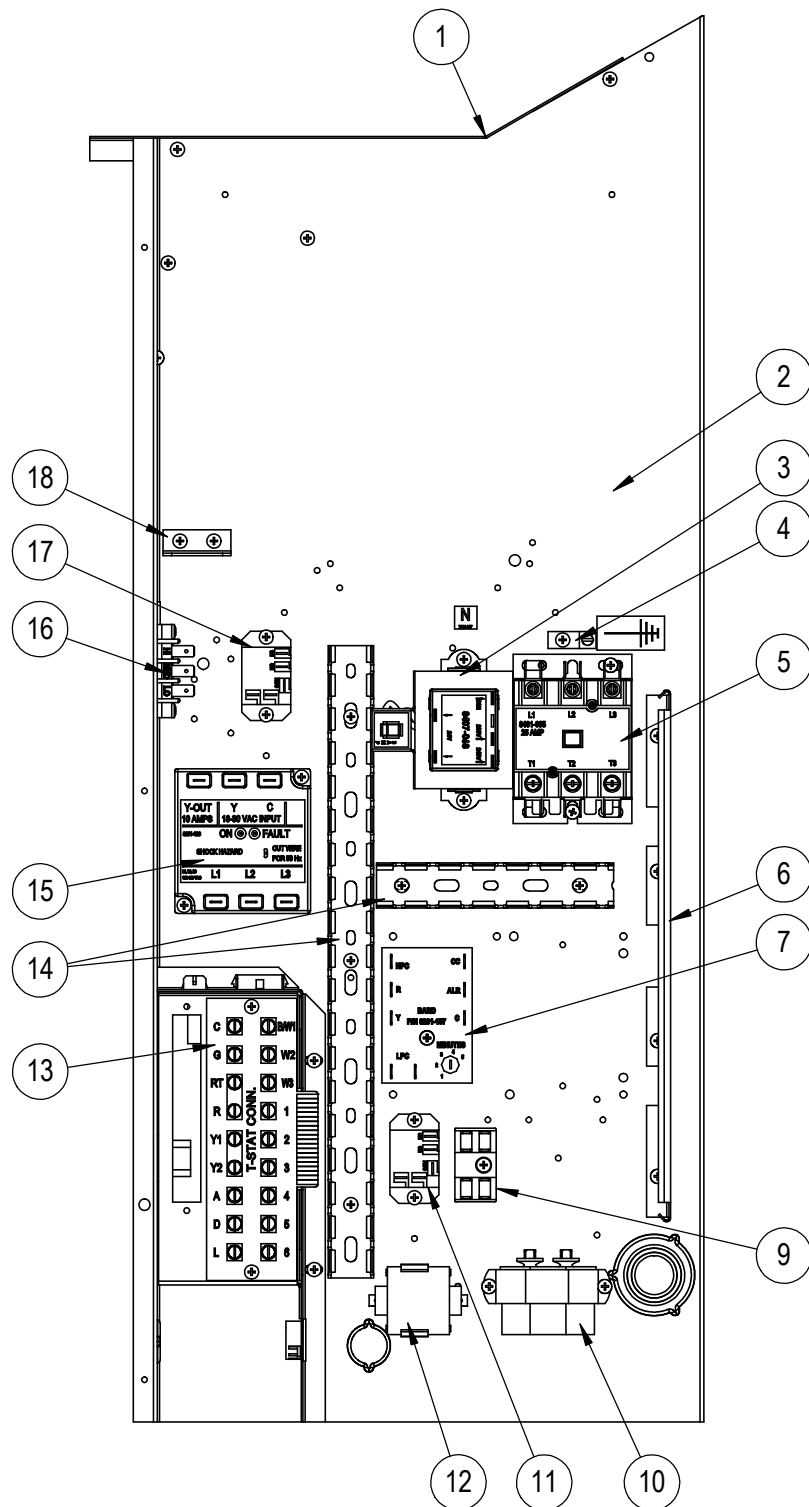 1
2
3
18
4
17
N
16
5
L1 L2 L3
25 AMP
T1 T2 T3
Y-OUT Y C
10 AMPS 18-30 VAC INPUT
ON FAULT
SHOCK HAZARD CUT WIRE
FOR 50 Hz
L1 L2 L3
15
6
14
7
HPC CC
R ALR
BARD
Y C
MINUTES
LPC
13
T-STAT CONN.
C B/W1
G W2
RT W3
R 1
Y1 2
Y2 3
A 4
D 5
L 6
9
12
11
10